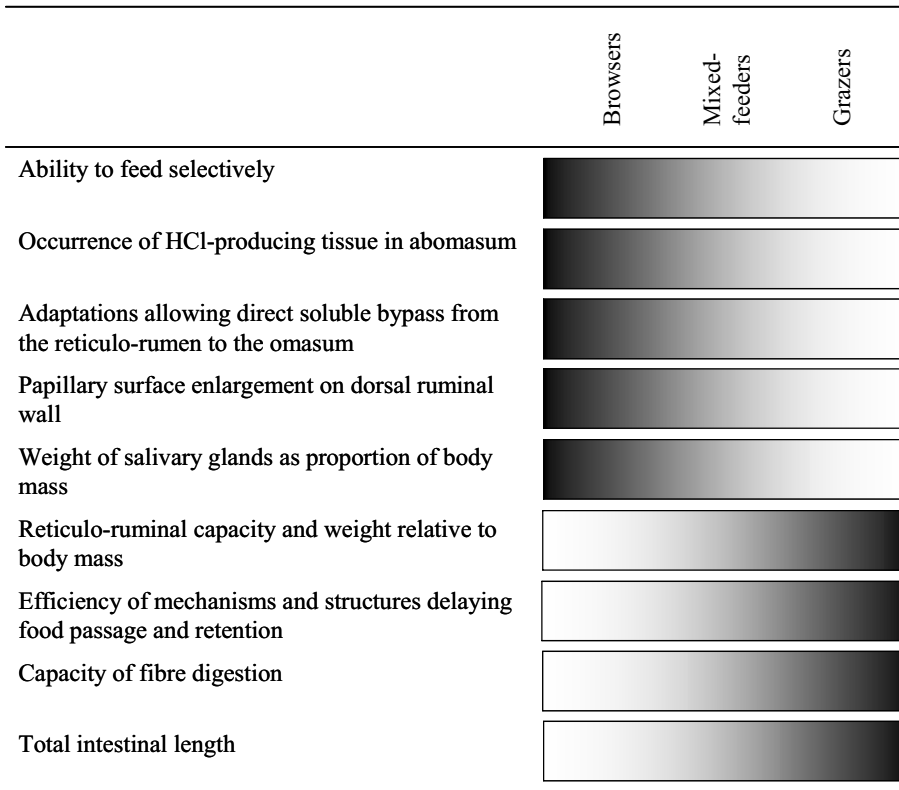 Browsers
Mixed-
feeders
Grazers
Ability to feed selectively
Occurrence of HCl-producing tissue in abomasum
Adaptations allowing direct soluble bypass from
the reticulo-rumen to the omasum
Papillary surface enlargement on dorsal ruminal
wall
Weight of salivary glands as proportion of body
mass
Reticulo-ruminal capacity and weight relative to
body mass
Efficiency of mechanisms and structures delaying
food passage and retention
Capacity of fibre digestion
Total intestinal length